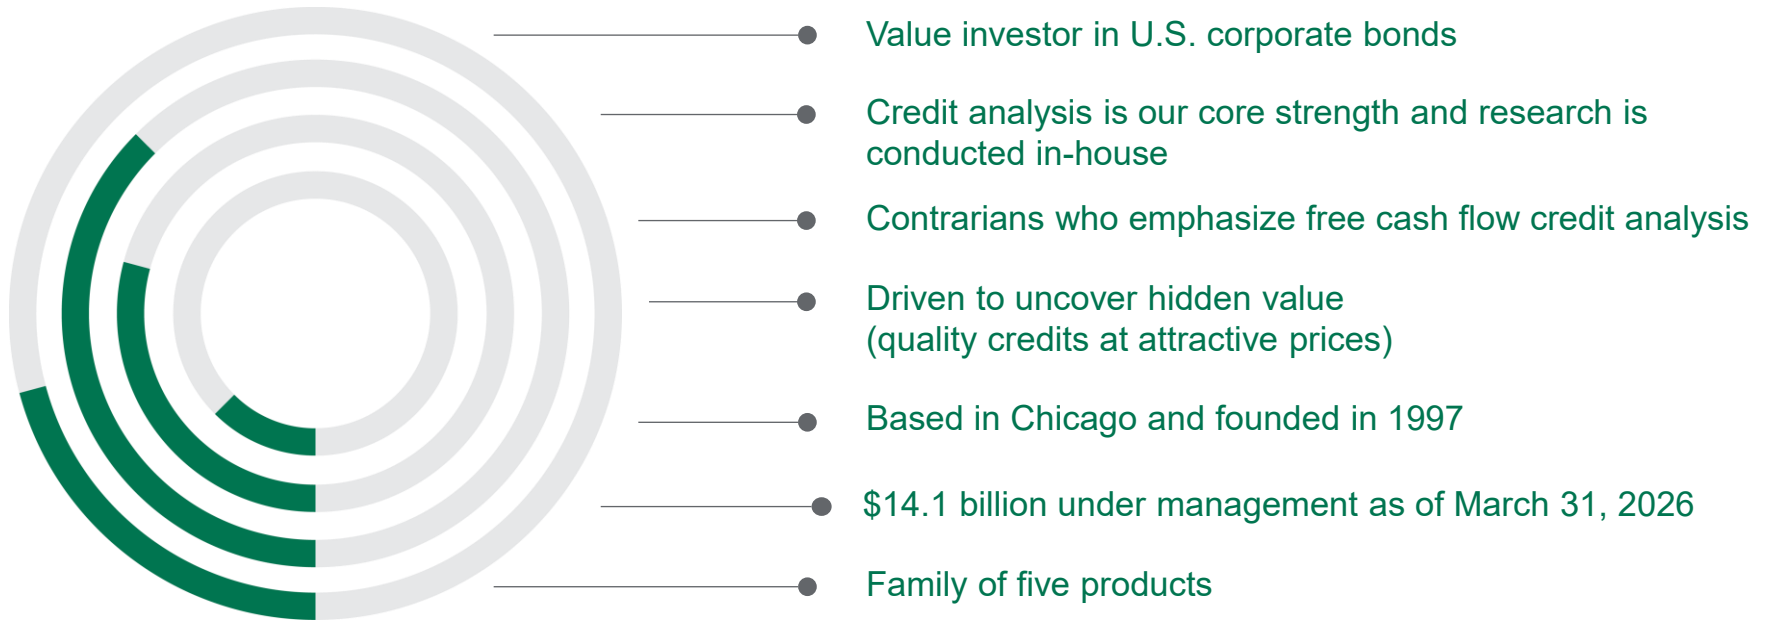 Value investor in U.S. corporate bonds
Credit analysis is our core strength and research is
conducted in-house
Contrarians who emphasize free cash flow credit analysis
Driven to uncover hidden value
(quality credits at attractive prices)
Based in Chicago and founded in 1997
$14.1 billion under management as of March 31, 2026
Family of five products